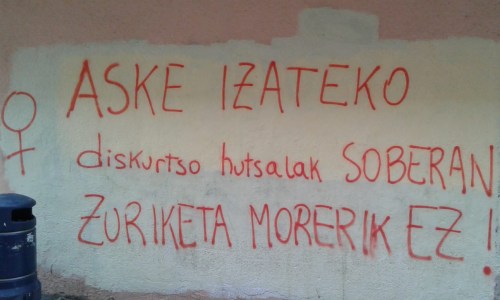 ASKE IZATEKO
diskurtso hutsalak SOBERAN
ZURIKETA MORERIK EZ !